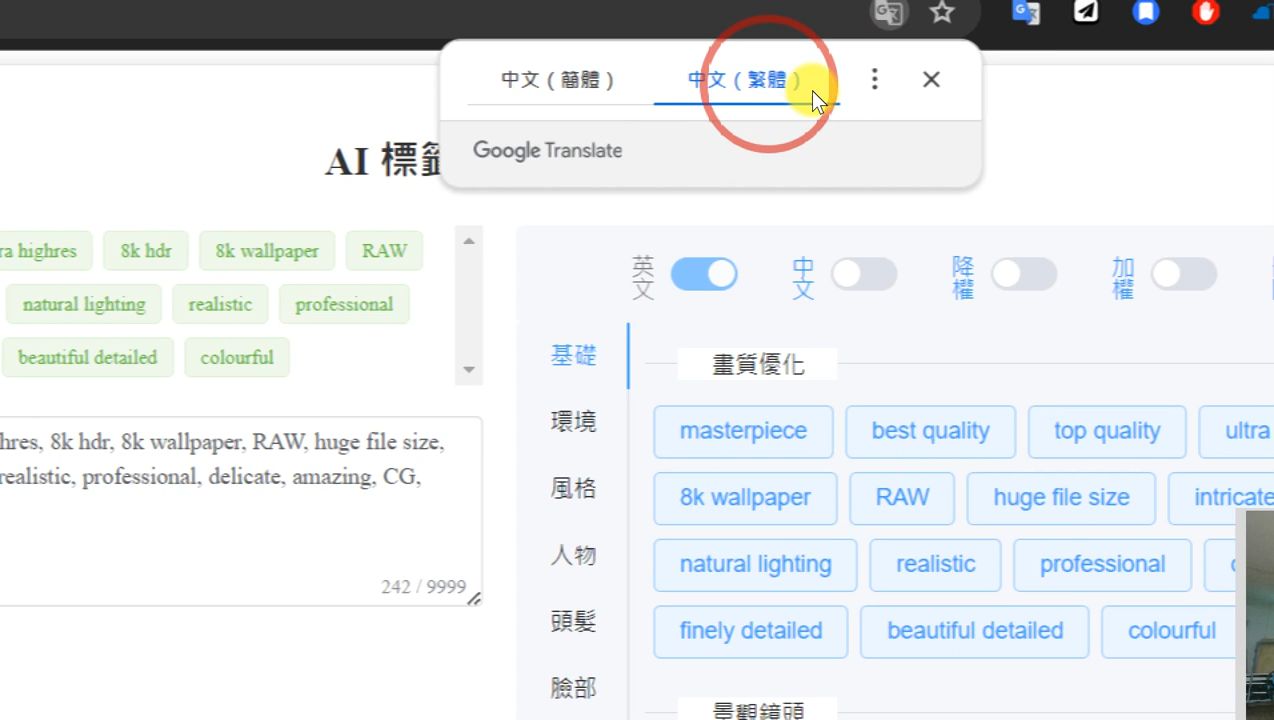 中文（簡體） 中文（繁體）
Google Translate
AI 標籤
highres 8k hdr 8k wallpaper RAW
natural lighting realistic professional
beautiful detailed colourful
8k hdr, 8k wallpaper, RAW, huge file size,
realistic, professional, delicate, amazing, CG,
242 / 9999
英文 中文 降權 加權
基礎
環境
風格
人物
頭髮
臉部
畫質優化
masterpiece best quality top quality ultra
8k wallpaper RAW huge file size intricate
natural lighting realistic professional
finely detailed beautiful detailed colourful
景觀鏡頭